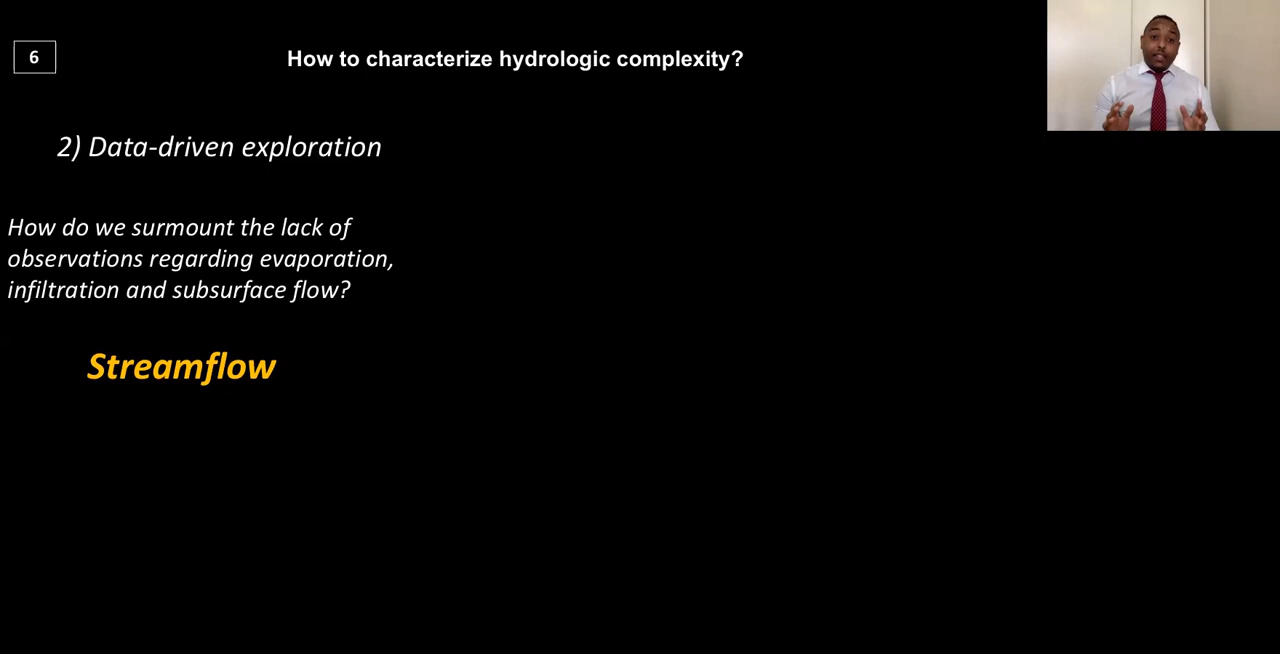 6
How to characterize hydrologic complexity?
2) Data-driven exploration
How do we surmount the lack of
observations regarding evaporation,
infiltration and subsurface flow?
Streamflow